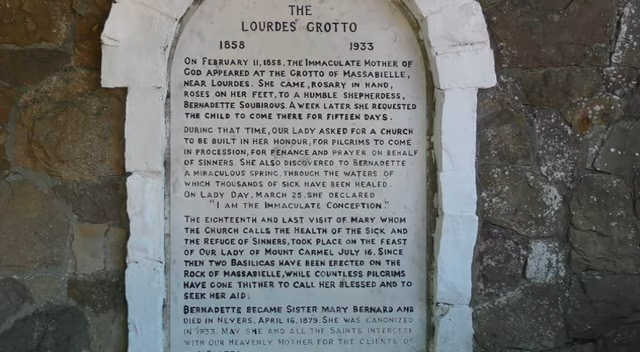 THE
LOURDES GROTTO
1858 1933
ON FEBRUARY 11, 1858. THE IMMACULATE MOTHER OF
GOD APPEARED AT THE GROTTO OF MASSABIELLE,
NEAR LOURDES. SHE CAME, ROSARY IN HAND,
ROSES ON HER FEET, TO A HUMBLE SHEPHERDESS,
BERNADETTE SOUBIROUS. A WEEK LATER SHE REQUESTED
THE CHILD TO COME THERE FOR FIFTEEN DAYS.
DURING THAT TIME, OUR LADY ASKED FOR A CHURCH
TO BE BUILT IN HER HONOUR, FOR PILGRIMS TO COME
IN PROCESSION, FOR PENANCE AND PRAYER ON BEHALF
OF SINNERS. SHE ALSO DISCOVERED TO BERNADETTE
A MIRACULOUS SPRING, THROUGH THE WATERS OF
WHICH THOUSANDS OF SICK HAVE BEEN HEALED.
ON LADY DAY, MARCH 25. SHE DECLARED
"I AM THE IMMACULATE CONCEPTION."
THE EIGHTEENTH AND LAST VISIT OF MARY WHOM
THE CHURCH CALLS THE HEALTH OF THE SICK AND
THE REFUGE OF SINNERS, TOOK PLACE ON THE FEAST
OF OUR LADY OF MOUNT CARMEL JULY 16. SINCE
THEN TWO BASILICAS HAVE BEEN ERECTED ON THE
ROCK OF MASSABIELLE, WHILE COUNTLESS PILGRIMS
HAVE GONE THITHER TO CALL HER BLESSED AND TO
SEEK HER AID.
BERNADETTE BECAME SISTER MARY BERNARD AND
DIED IN NEVERS, APRIL 16, 1879. SHE WAS CANONIZED
IN 1933. MAY SHE AND ALL THE SAINTS INTERCEDE
WITH OUR HEAVENLY MOTHER FOR THE CLIENTS OF